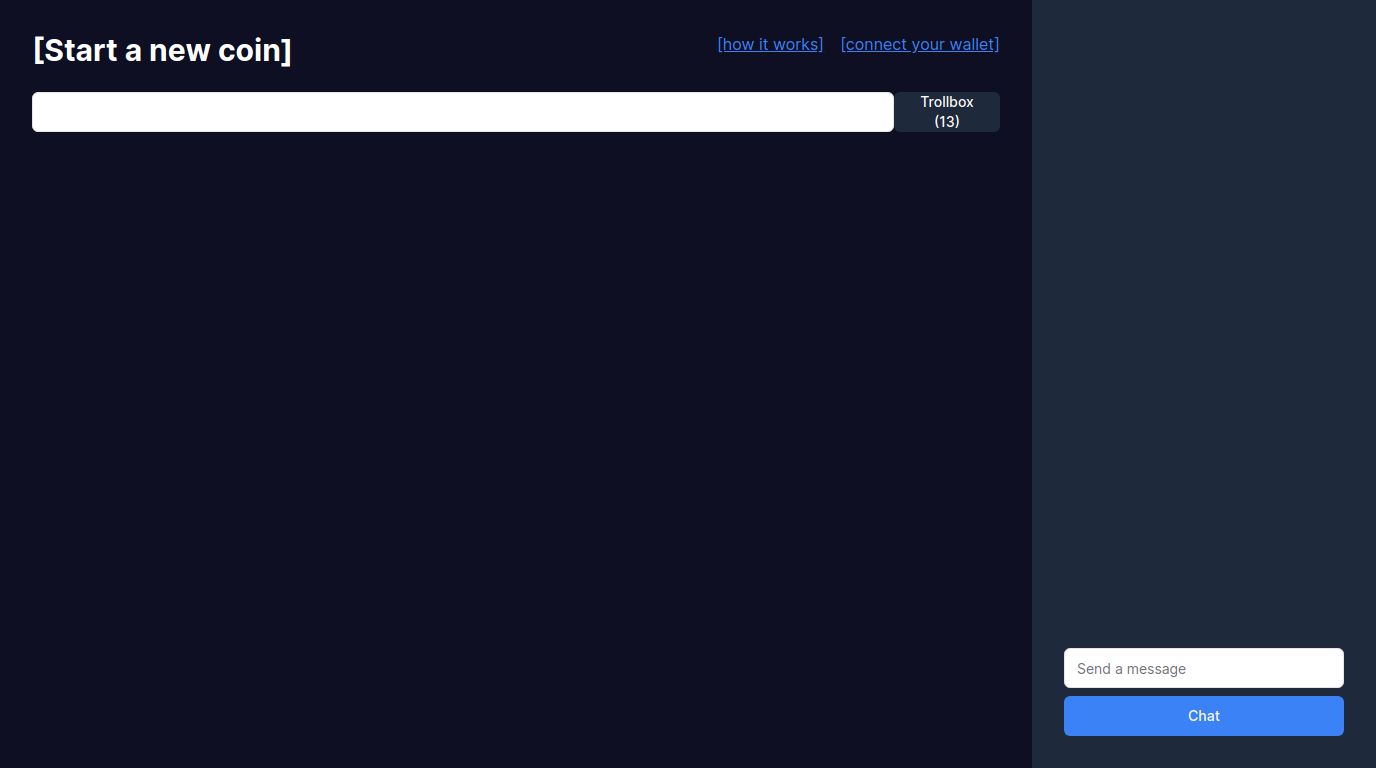 [Start a new coin]
[how it works] [connect your wallet]
Trollbox
(13)
Send a message
Chat